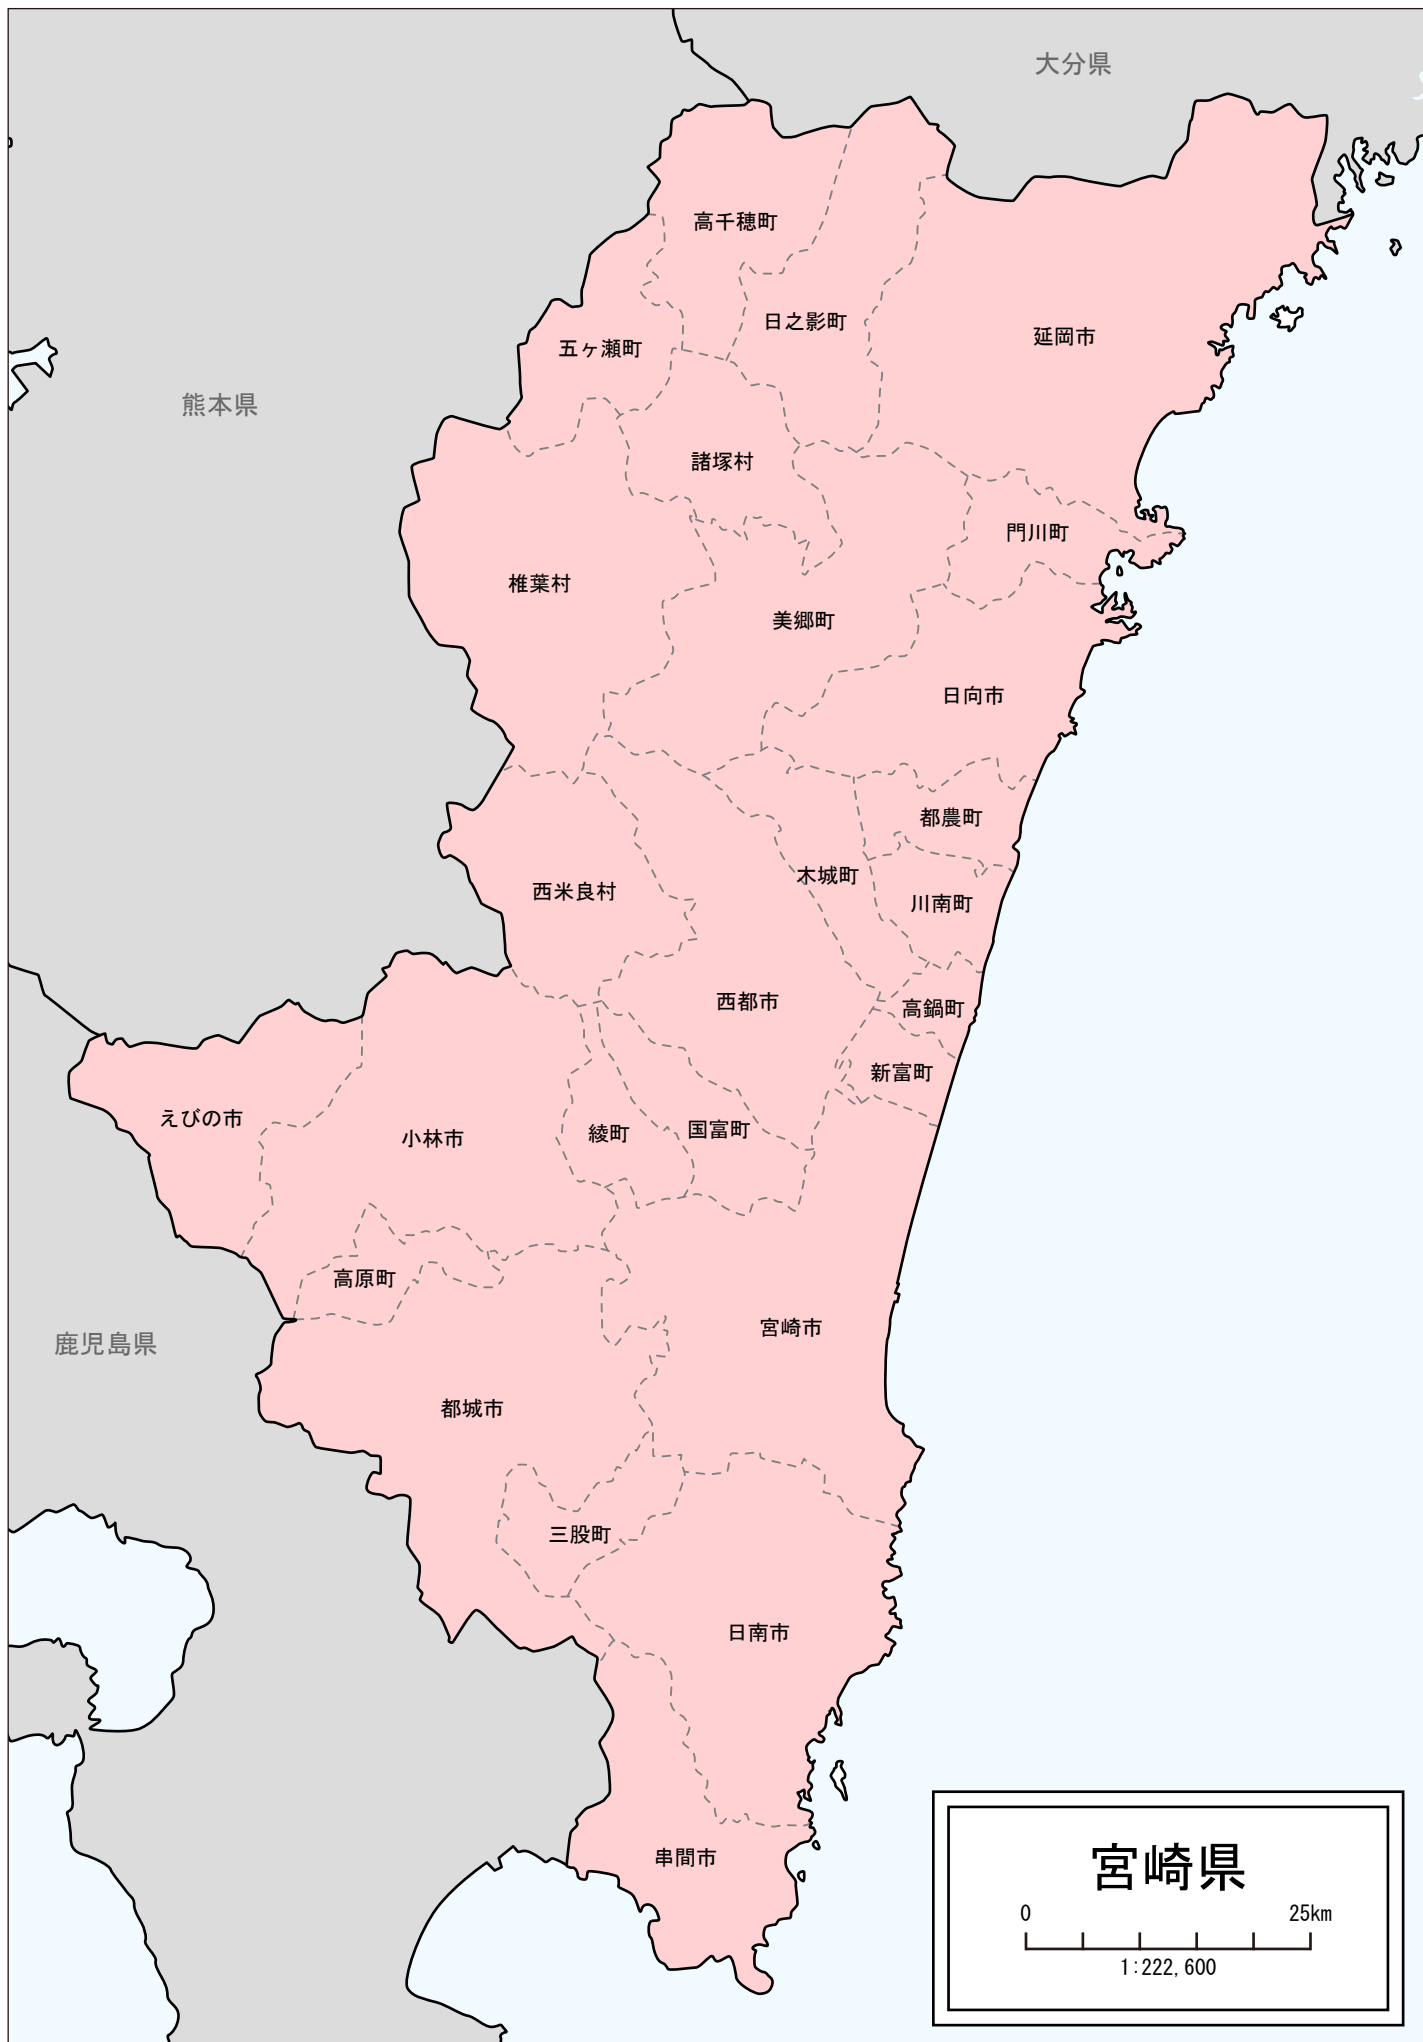 大分県
高千穂町
日之影町
延岡市
五ヶ瀬町
熊本県
諸塚村
門川町
椎葉村
美郷町
日向市
都農町
木城町
西米良村
川南町
西都市
高鍋町
新富町
えびの市
小林市
綾町
国富町
高原町
宮崎市
鹿児島県
都城市
三股町
日南市
串間市
宮崎県
0 25km
1:222,600